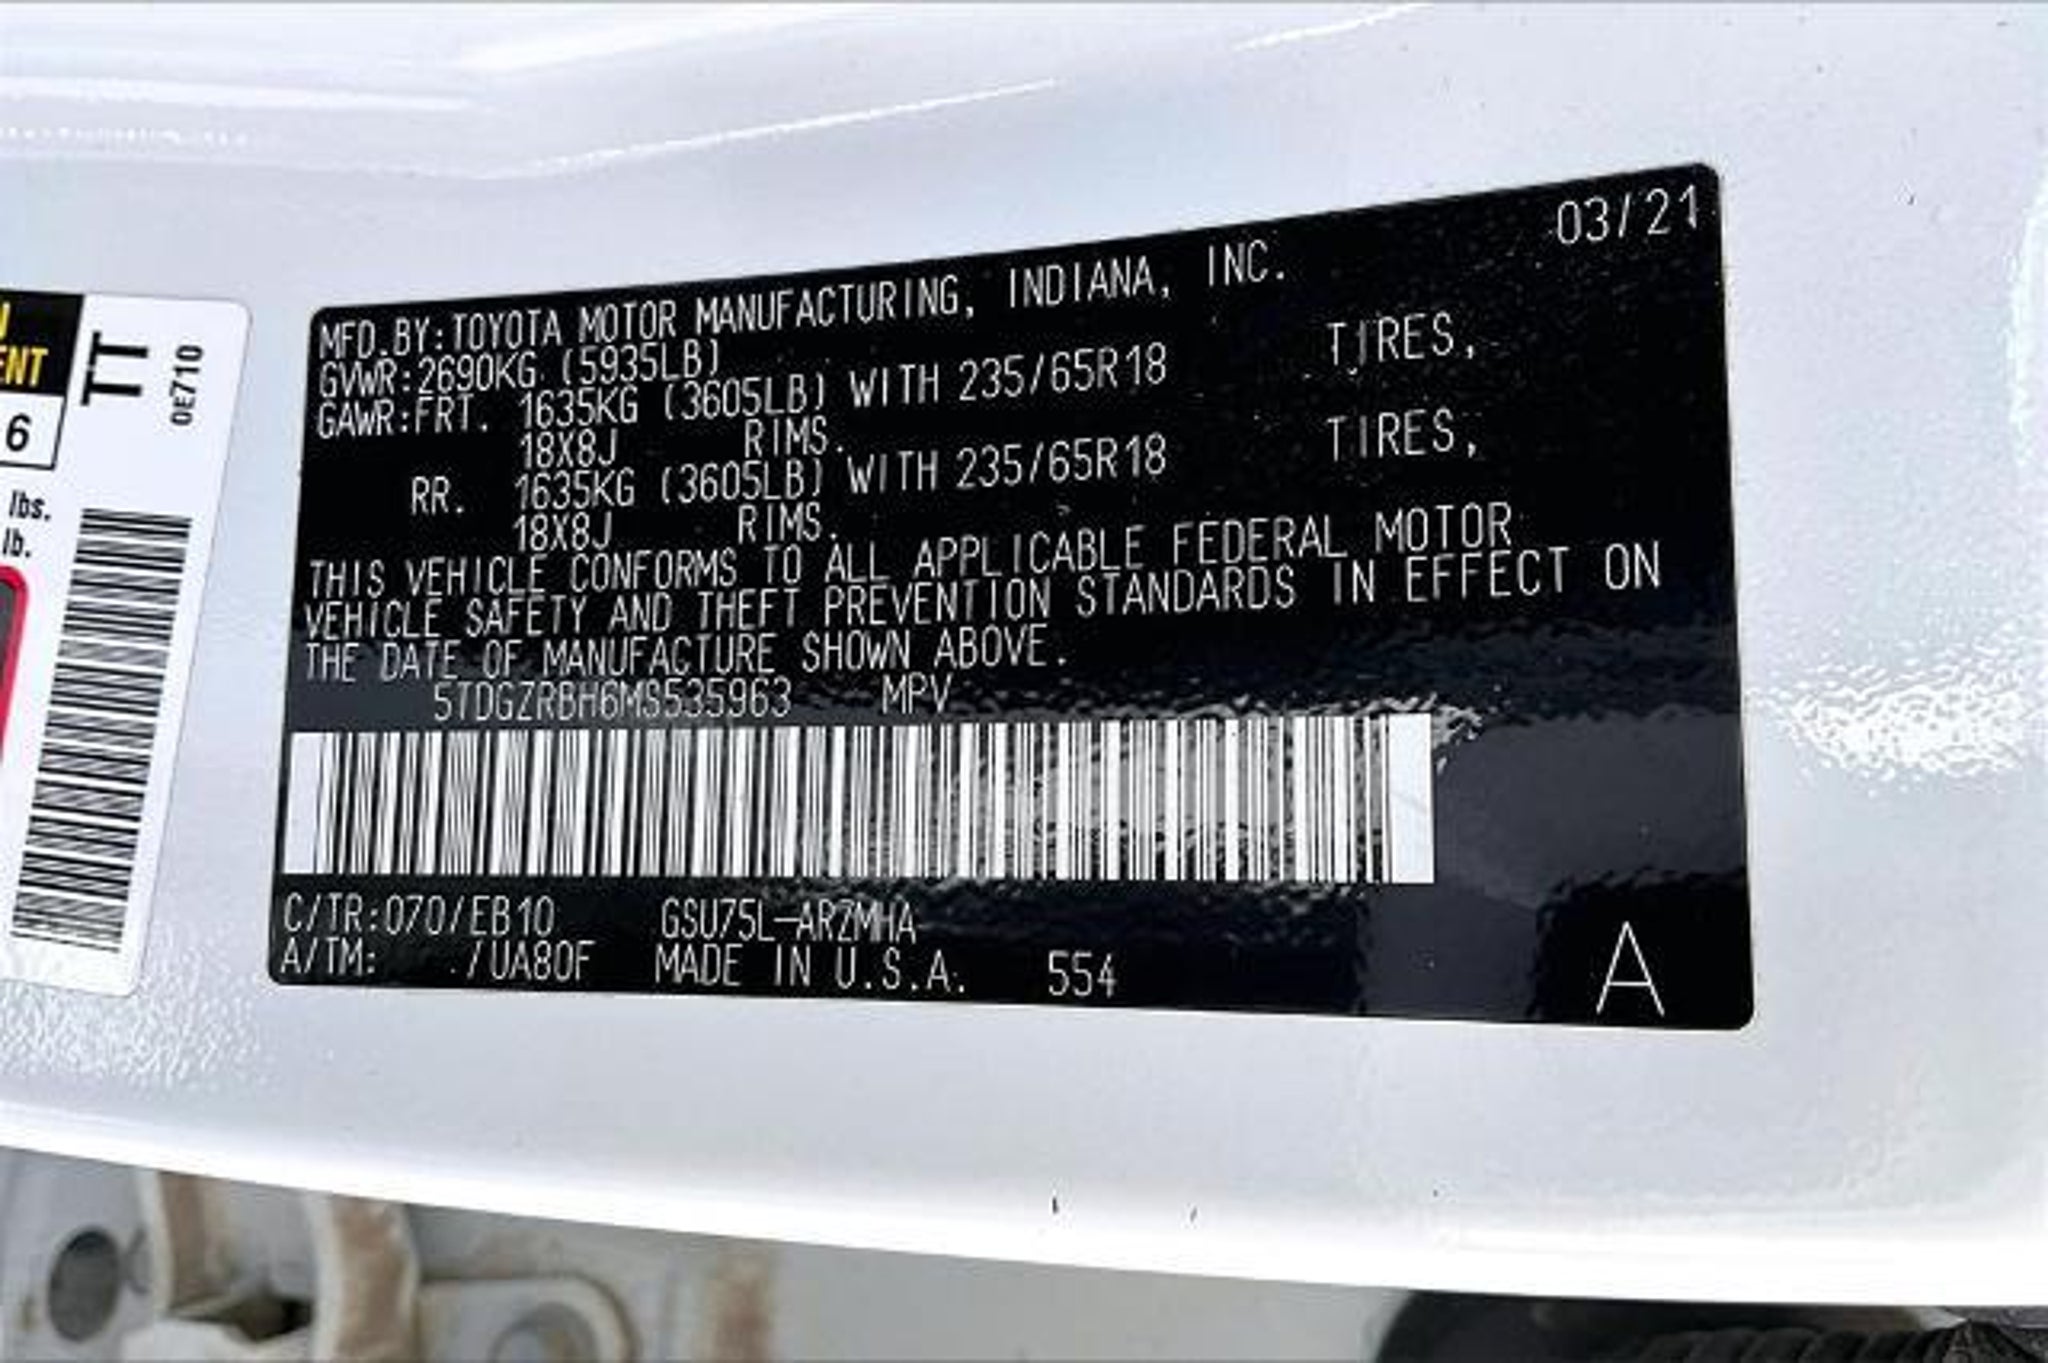 03/21
MFD.BY:TOYOTA MOTOR MANUFACTURING, INDIANA, INC.
GVWR:2690KG (5935LB)
GAWR:FRT. 1635KG (3605LB) WITH 235/65R18 TIRES,
18X8J RIMS.
RR. 1635KG (3605LB) WITH 235/65R18 TIRES,
18X8J RIMS.
THIS VEHICLE CONFORMS TO ALL APPLICABLE FEDERAL MOTOR
VEHICLE SAFETY AND THEFT PREVENTION STANDARDS IN EFFECT ON
THE DATE OF MANUFACTURE SHOWN ABOVE.
5TDGZRBH6MS535963 MPV
C/TR:070/EB10 GSU75L-ARZMHA
A/TM: /UA80F MADE IN U.S.A. 554
A
TT
0E710
6
lbs.
lb.